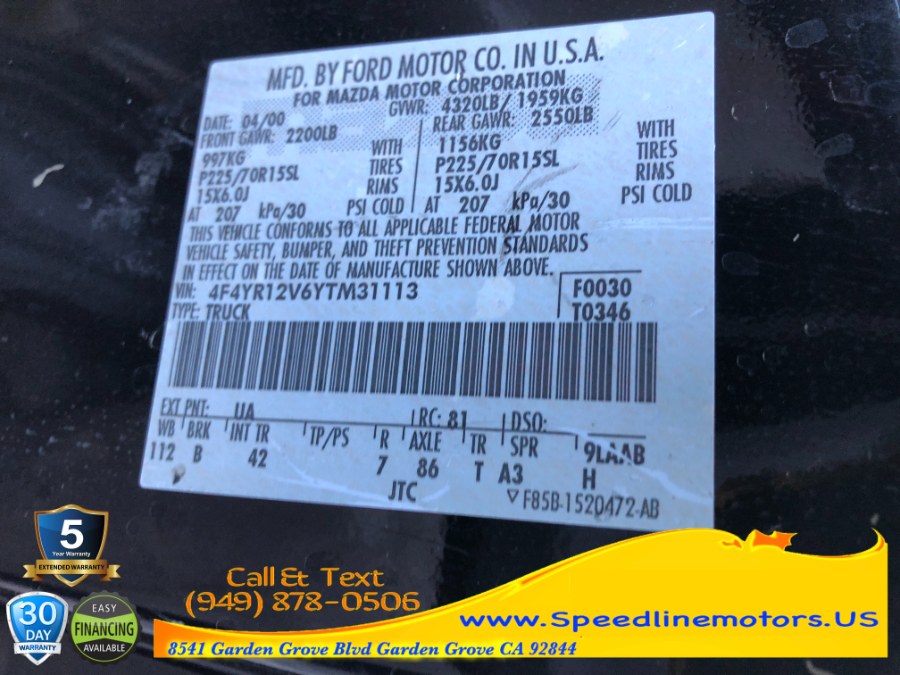 MFD. BY FORD MOTOR CO. IN U.S.A.
FOR MAZDA MOTOR CORPORATION
DATE: 04/00 GVWR: 4320LB/ 1959KG
FRONT GAWR: 2200LB REAR GAWR: 2550LB
997KG WITH 1156KG WITH
P225/70R15SL TIRES P225/70R15SL TIRES
15X6.0J RIMS 15X6.0J RIMS
AT 207 kPa/30 PSI COLD AT 207 kPa/30 PSI COLD
THIS VEHICLE CONFORMS TO ALL APPLICABLE FEDERAL MOTOR
VEHICLE SAFETY, BUMPER, AND THEFT PREVENTION STANDARDS
IN EFFECT ON THE DATE OF MANUFACTURE SHOWN ABOVE.
VIN: 4F4YR12V6YTM31113 F0030
TYPE: TRUCK T0346
EXT PNT: UA RC: 81 DSO:
WB BRK INT TR TP/PS R AXLE TR SPR 9LAAB
112 B 42 7 86 T A3 H
JTC
F85B-1520472-AB
5
Year Warranty
EXTENDED WARRANTY
30
DAY
WARRANTY
EASY
FINANCING
AVAILABLE
Call & Text
(949) 878-0506
www.Speedlinemotors.US
8541 Garden Grove Blvd Garden Grove CA 92844